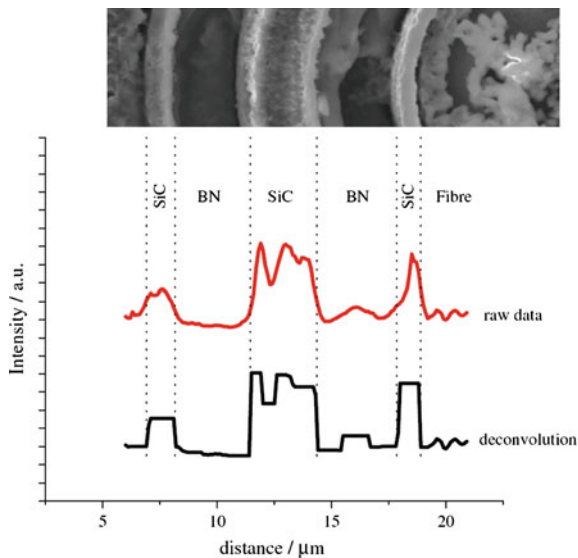 SiC
BN
SiC
BN
SiC
Fibre
raw data
deconvolution
Intensity / a.u.
5 10 15 20
distance / μm